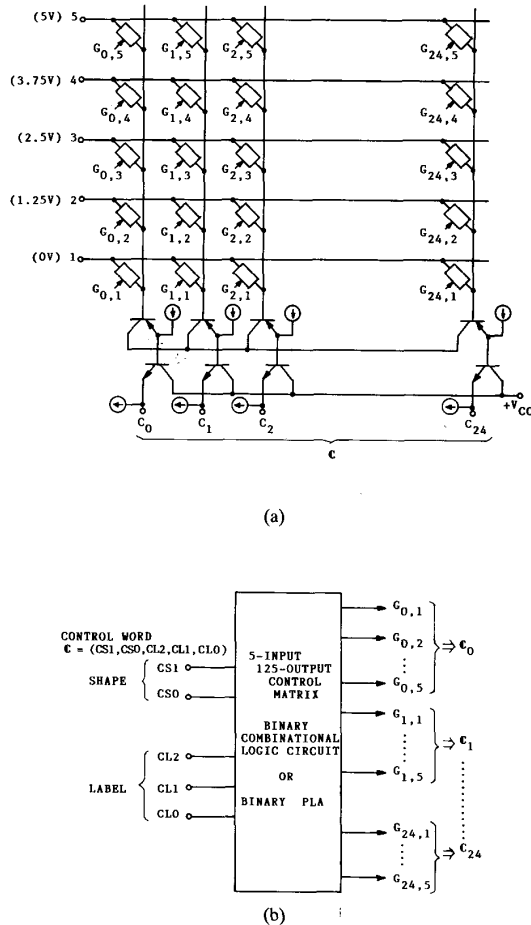 (5V) 5
G0,5 G1,5 G2,5 G24,5
(3.75V) 4
G0,4 G1,4 G2,4 G24,4
(2.5V) 3
G0,3 G1,3 G2,3 G24,3
(1.25V) 2
G0,2 G1,2 G2,2 G24,2
(0V) 1
G0,1 G1,1 G2,1 G24,1
+VCC
C0 C1 C2 C24
C
(a)
CONTROL WORD
C = (CS1,CS0,CL2,CL1,CL0)
SHAPE
CS1
CS0
LABEL
CL2
CL1
CL0
5-INPUT
125-OUTPUT
CONTROL
MATRIX
BINARY
COMBINATIONAL
LOGIC CIRCUIT
OR
BINARY PLA
G0,1
G0,2
G0,5
⇒ C0
G1,1
G1,5
⇒ C1
G24,1
G24,5
⇒ C24
(b)